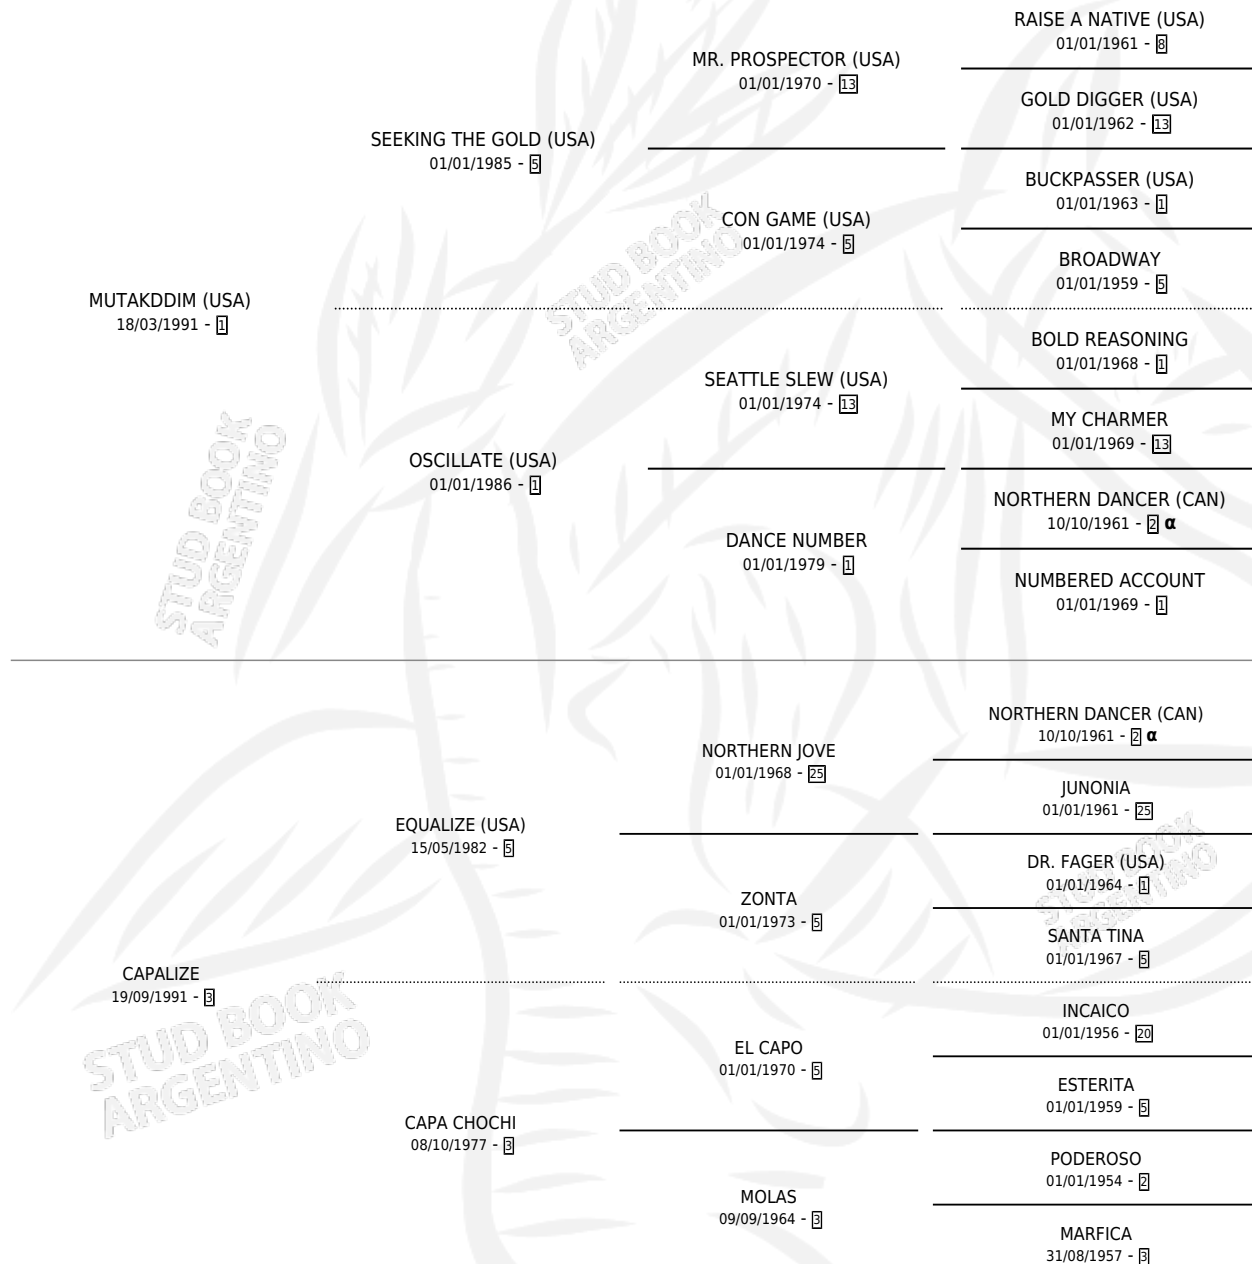 RAISE A NATIVE (USA)
01/01/1961 - 8
MR. PROSPECTOR (USA)
01/01/1970 - 13
GOLD DIGGER (USA)
01/01/1962 - 13
SEEKING THE GOLD (USA)
01/01/1985 - 5
BUCKPASSER (USA)
01/01/1963 - 1
CON GAME (USA)
01/01/1974 - 5
BROADWAY
01/01/1959 - 5
MUTAKDDIM (USA)
18/03/1991 - 1
BOLD REASONING
01/01/1968 - 1
SEATTLE SLEW (USA)
01/01/1974 - 13
MY CHARMER
01/01/1969 - 13
OSCILLATE (USA)
01/01/1986 - 1
NORTHERN DANCER (CAN)
10/10/1961 - 2 α
DANCE NUMBER
01/01/1979 - 1
NUMBERED ACCOUNT
01/01/1969 - 1
NORTHERN DANCER (CAN)
10/10/1961 - 2 α
NORTHERN JOVE
01/01/1968 - 25
JUNONIA
01/01/1961 - 25
EQUALIZE (USA)
15/05/1982 - 5
DR. FAGER (USA)
01/01/1964 - 1
ZONTA
01/01/1973 - 5
SANTA TINA
01/01/1967 - 5
CAPALIZE
19/09/1991 - 3
INCAICO
01/01/1956 - 20
EL CAPO
01/01/1970 - 5
ESTERITA
01/01/1959 - 5
CAPA CHOCHI
08/10/1977 - 3
PODEROSO
01/01/1954 - 2
MOLAS
09/09/1964 - 3
MARFICA
31/08/1957 - 3
STUD BOOK
ARGENTINO
STUD BOOK
ARGENTINO
STUD BOOK
ARGENTINO
STUD BOOK
ARGENTINO